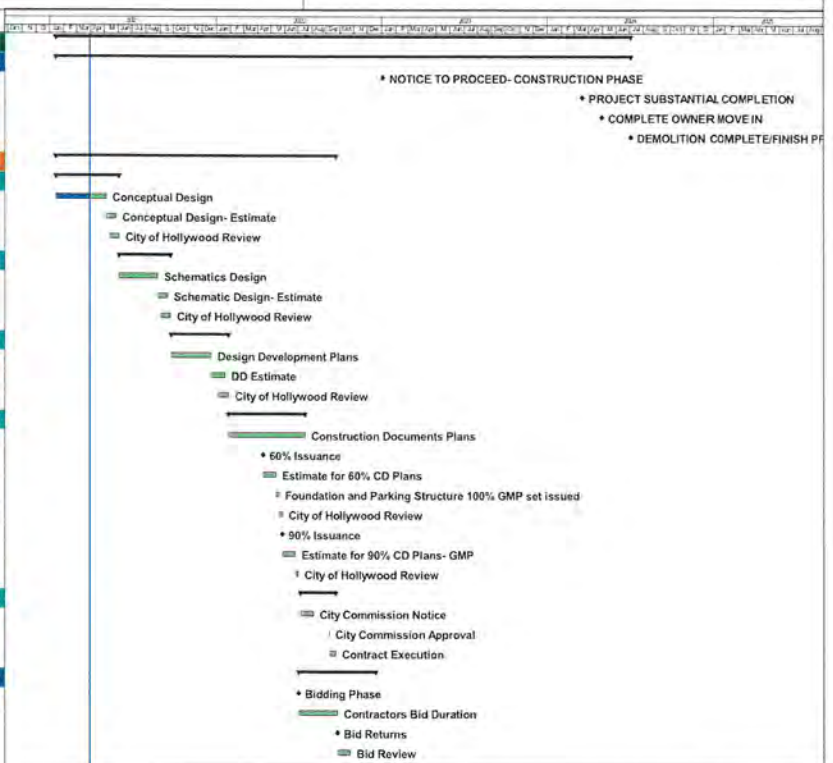 NOTICE TO PROCEED- CONSTRUCTION PHASE
PROJECT SUBSTANTIAL COMPLETION
COMPLETE OWNER MOVE IN
DEMOLITION COMPLETE/FINISH
Conceptual Design
Conceptual Design- Estimate
City of Hollywood Review
Schematics Design
Schematic Design- Estimate
City of Hollywood Review
Design Development Plans
DD Estimate
City of Hollywood Review
Construction Documents Plans
60% Issuance
Estimate for 60% CD Plans
Foundation and Parking Structure 100% GMP set issued
City of Hollywood Review
90% Issuance
Estimate for 90% CD Plans- GMP
City of Hollywood Review
City Commission Notice
City Commission Approval
Contract Execution
Bidding Phase
Contractors Bid Duration
Bid Returns
Bid Review